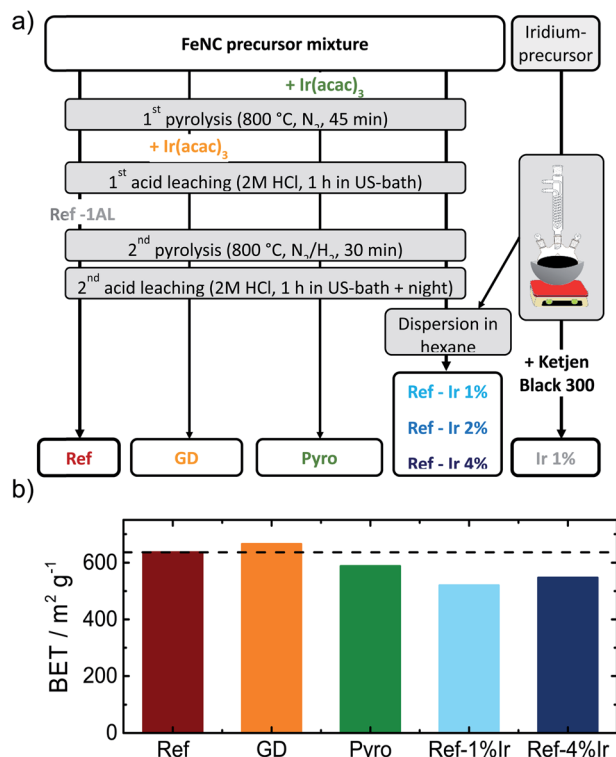 a)
FeNC precursor mixture
Iridium-
precursor
+ Ir(acac)₃
1st pyrolysis (800 °C, N₂, 45 min)
+ Ir(acac)₃
1st acid leaching (2M HCl, 1 h in US-bath)
Ref -1AL
2nd pyrolysis (800 °C, N₂/H₂, 30 min)
2nd acid leaching (2M HCl, 1 h in US-bath + night)
Dispersion in
hexane
+ Ketjen
Black 300
Ref - Ir 1%
Ref - Ir 2%
Ref - Ir 4%
Ref
GD
Pyro
Ir 1%
b)
BET / m² g⁻¹
600
400
200
0
Ref
GD
Pyro
Ref-1%Ir
Ref-4%Ir